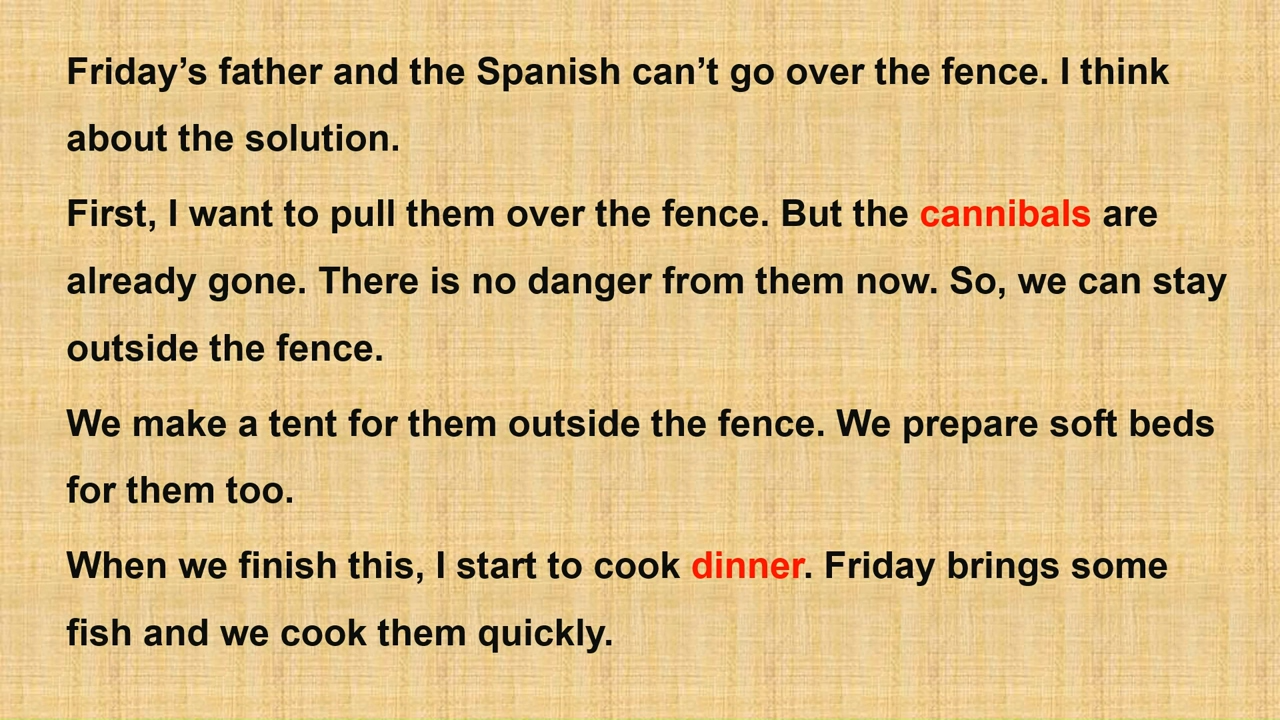 Friday’s father and the Spanish can’t go over the fence. I think
about the solution.
First, I want to pull them over the fence. But the cannibals are
already gone. There is no danger from them now. So, we can stay
outside the fence.
We make a tent for them outside the fence. We prepare soft beds
for them too.
When we finish this, I start to cook dinner. Friday brings some
fish and we cook them quickly.